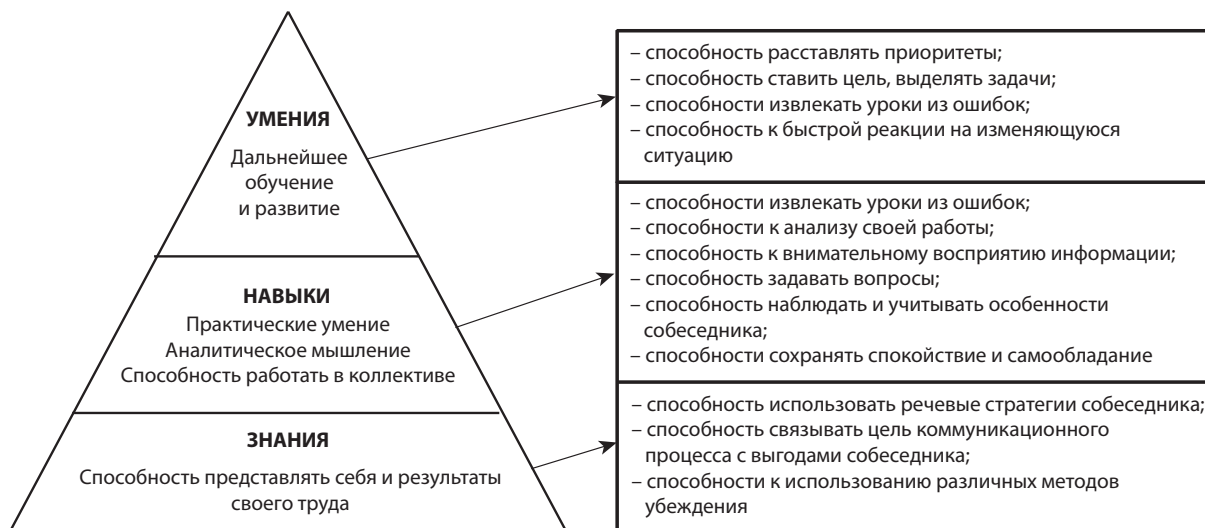 УМЕНИЯ
Дальнейшее
обучение
и развитие
НАВЫКИ
Практические умение
Аналитическое мышление
Способность работать в коллективе
ЗНАНИЯ
Способность представлять себя и результаты
своего труда
– способность расставлять приоритеты;
– способность ставить цель, выделять задачи;
– способности извлекать уроки из ошибок;
– способность к быстрой реакции на изменяющуюся
ситуацию
– способности извлекать уроки из ошибок;
– способности к анализу своей работы;
– способность к внимательному восприятию информации;
– способность задавать вопросы;
– способность наблюдать и учитывать особенности
собеседника;
– способности сохранять спокойствие и самообладание
– способность использовать речевые стратегии собеседника;
– способность связывать цель коммуникационного
процесса с выгодами собеседника;
– способности к использованию различных методов
убеждения